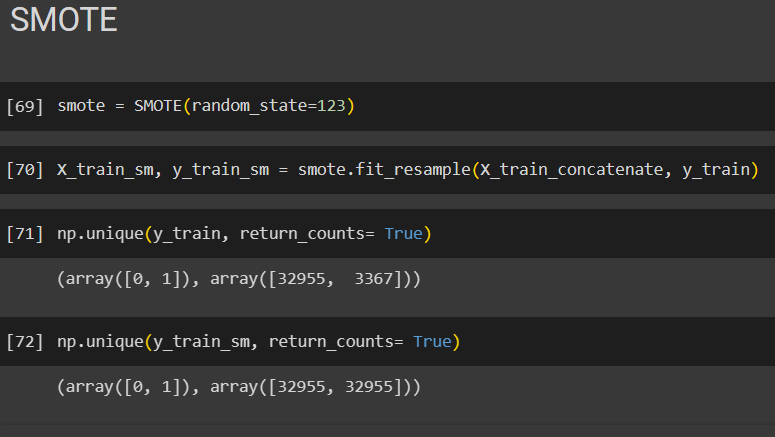 SMOTE
[69] smote = SMOTE(random_state=123)
[70] X_train_sm, y_train_sm = smote.fit_resample(X_train_concatenate, y_train)
[71] np.unique(y_train, return_counts= True)
(array([0, 1]), array([32955,  3367]))
[72] np.unique(y_train_sm, return_counts= True)
(array([0, 1]), array([32955, 32955]))